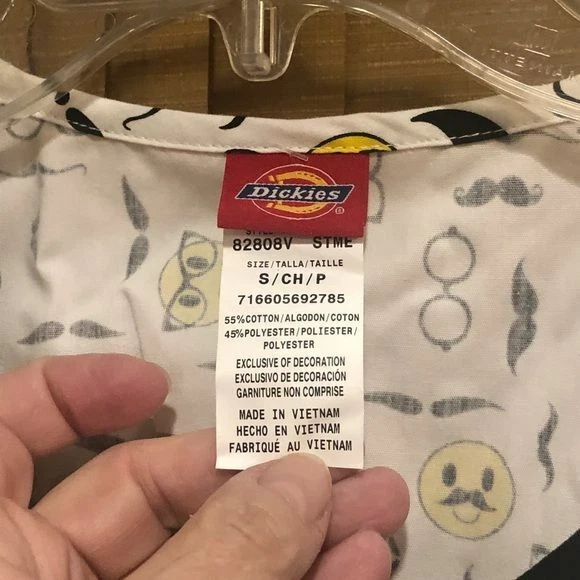 Dickies
®
STYLE
82808V STME
SIZE/TALLA/TAILLE
S/CH/P
716605692785
55%COTTON/ALGODON/COTON
45%POLYESTER/POLIESTER/
POLYESTER
EXCLUSIVE OF DECORATION
EXCLUSIVO DE DECORACIÓN
GARNITURE NON COMPRISE
MADE IN VIETNAM
HECHO EN VIETNAM
FABRIQUÉ AU VIETNAM